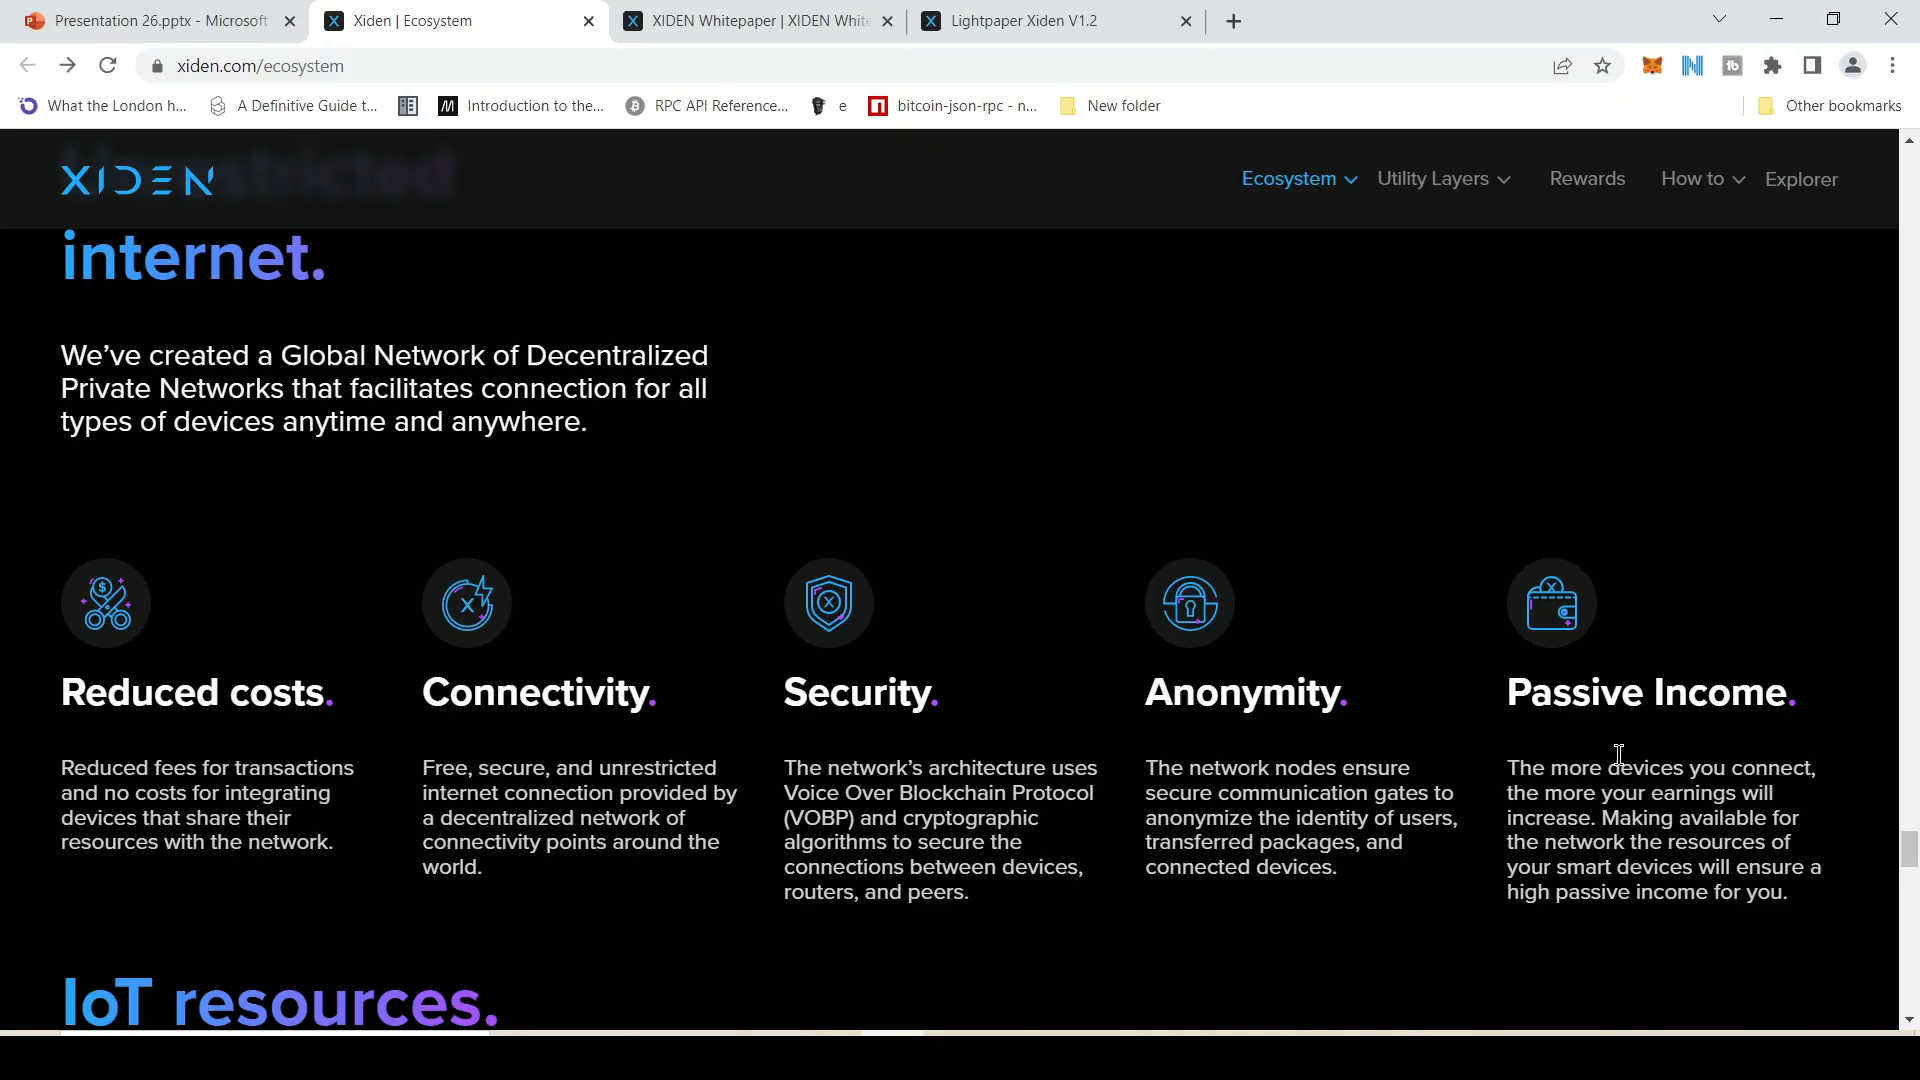 Presentation 26.pptx - Microsoft
Xiden | Ecosystem
XIDEN Whitepaper | XIDEN White
Lightpaper Xiden V1.2
xiden.com/ecosystem
What the London h...
A Definitive Guide t...
Introduction to the...
RPC API Reference...
e
bitcoin-json-rpc - n...
New folder
Other bookmarks
XIDEN
Ecosystem
Utility Layers
Rewards
How to
Explorer
internet.
We've created a Global Network of Decentralized
Private Networks that facilitates connection for all
types of devices anytime and anywhere.
Reduced costs.
Reduced fees for transactions
and no costs for integrating
devices that share their
resources with the network.
Connectivity.
Free, secure, and unrestricted
internet connection provided by
a decentralized network of
connectivity points around the
world.
Security.
The network's architecture uses
Voice Over Blockchain Protocol
(VOBP) and cryptographic
algorithms to secure the
connections between devices,
routers, and peers.
Anonymity.
The network nodes ensure
secure communication gates to
anonymize the identity of users,
transferred packages, and
connected devices.
Passive Income.
The more devices you connect,
the more your earnings will
increase. Making available for
the network the resources of
your smart devices will ensure a
high passive income for you.
IoT resources.